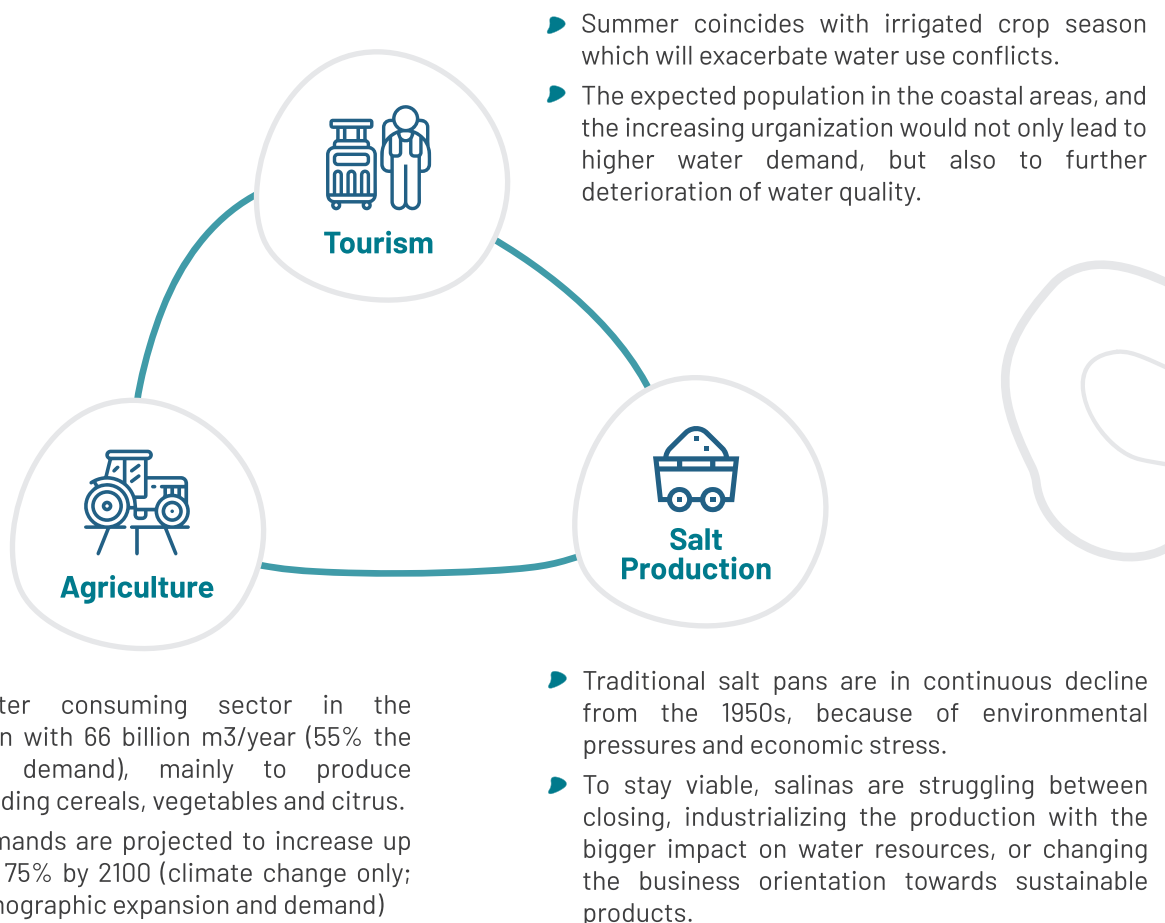 Summer coincides with irrigated crop season
which will exacerbate water use conflicts.
The expected population in the coastal areas, and
the increasing urganization would not only lead to
higher water demand, but also to further
deterioration of water quality.
Tourism
Agriculture
Salt
Production
consuming sector in the
with 66 billion m3/year (55% the
demand), mainly to produce
cereals, vegetables and citrus.
are projected to increase up
75% by 2100 (climate change only;
expansion and demand)
Traditional salt pans are in continuous decline
from the 1950s, because of environmental
pressures and economic stress.
To stay viable, salinas are struggling between
closing, industrializing the production with the
bigger impact on water resources, or changing
the business orientation towards sustainable
products.